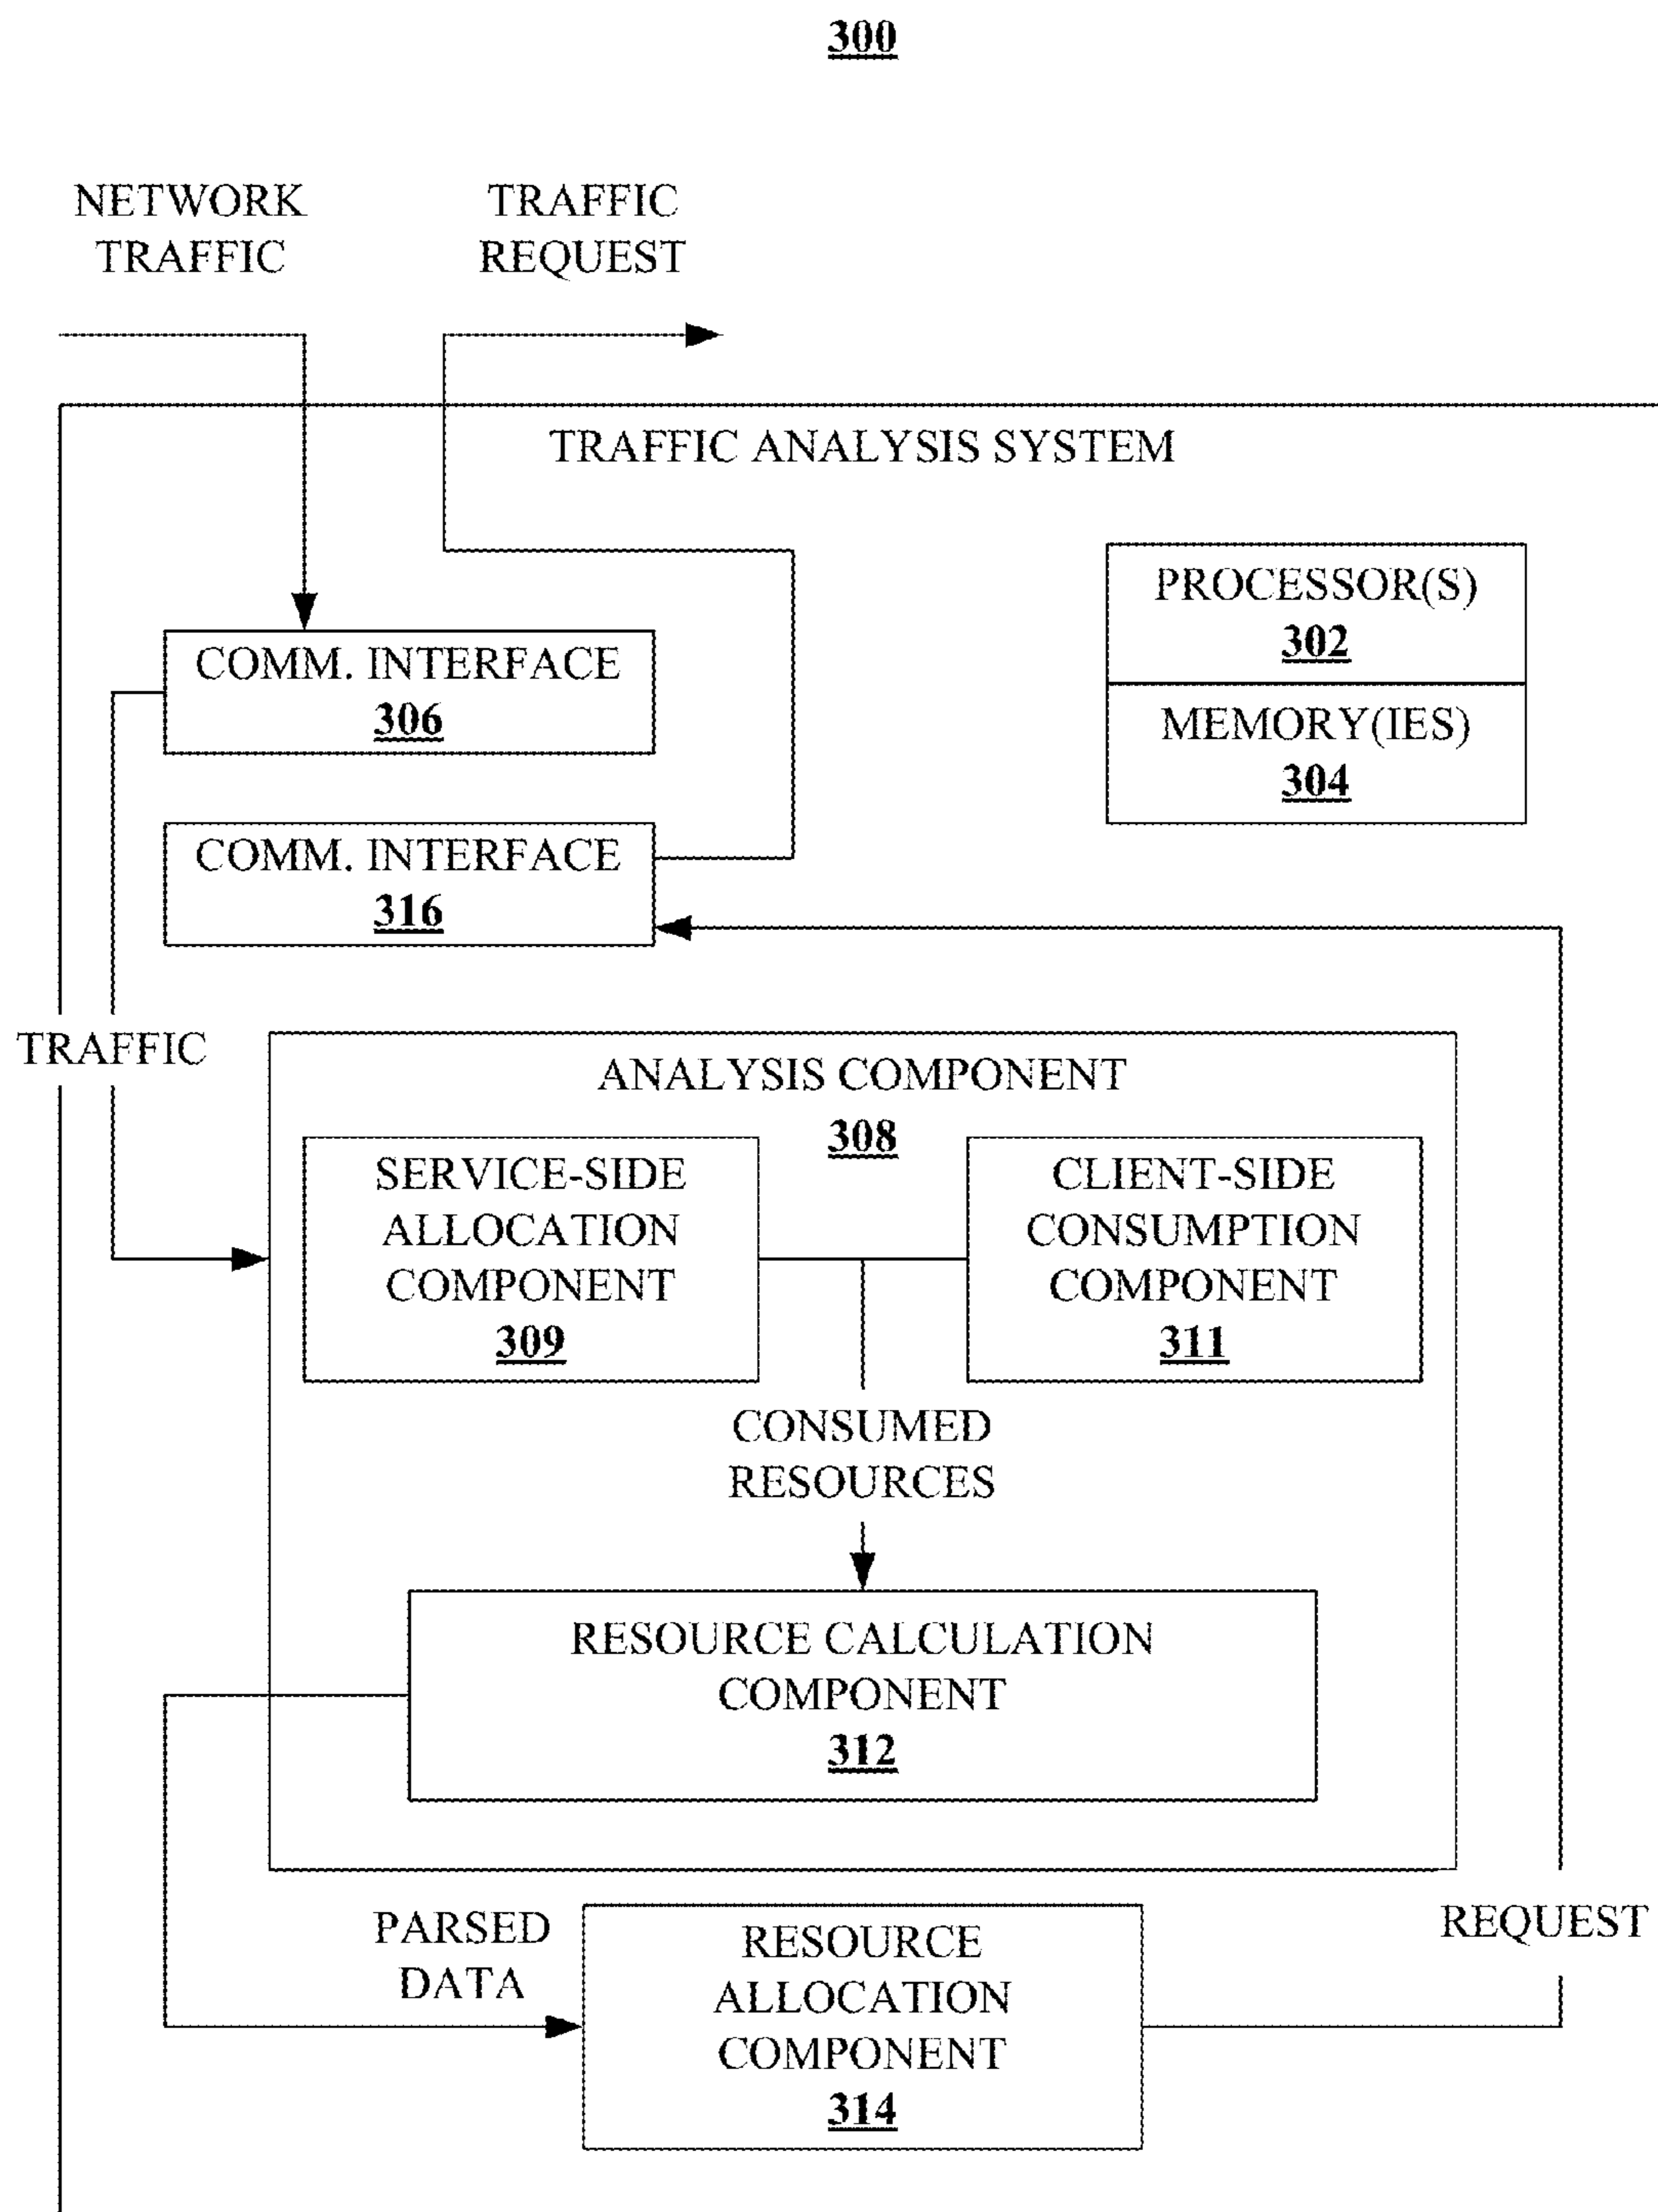 300
NETWORK
TRAFFIC
TRAFFIC
REQUEST
TRAFFIC ANALYSIS SYSTEM
PROCESSOR(S)
302
MEMORY(IES)
304
COMM. INTERFACE
306
COMM. INTERFACE
316
TRAFFIC
ANALYSIS COMPONENT
308
SERVICE-SIDE
ALLOCATION
COMPONENT
309
CLIENT-SIDE
CONSUMPTION
COMPONENT
311
CONSUMED
RESOURCES
RESOURCE CALCULATION
COMPONENT
312
PARSED
DATA
RESOURCE
ALLOCATION
COMPONENT
314
REQUEST